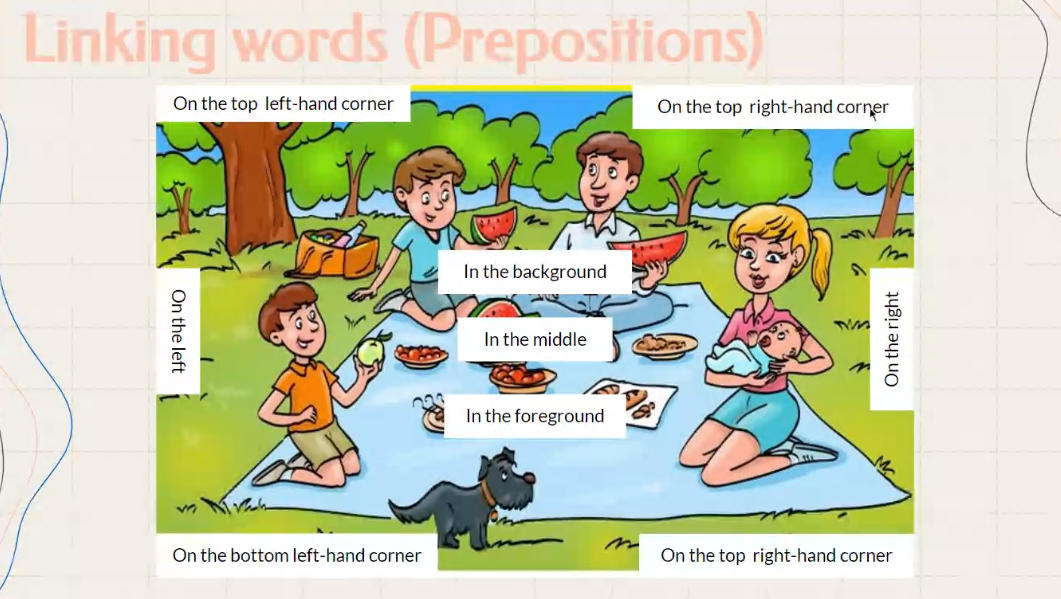 Linking words (Prepositions)
On the top left-hand corner
On the top right-hand corner
In the background
On the left
On the right
In the middle
In the foreground
On the bottom left-hand corner
On the top right-hand corner